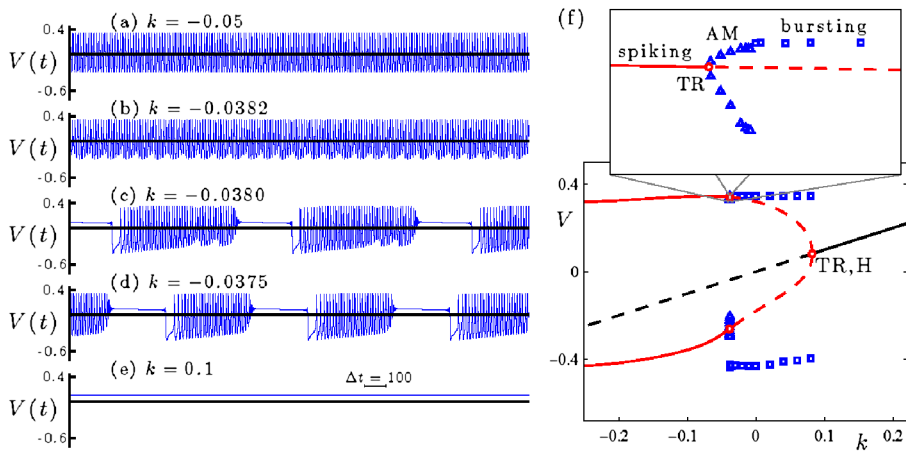 (a) k = −0.05
0.4
V(t)
-0.6
(b) k = −0.0382
0.4
V(t)
-0.6
(c) k = −0.0380
0.4
V(t)
-0.6
(d) k = −0.0375
0.4
V(t)
-0.6
(e) k = 0.1
0.4
Δt = 100
V(t)
-0.6
(f)
AM bursting
spiking
TR
0.4
V
TR,H
0
−0.4
−0.2 −0.1 0 0.1 k 0.2